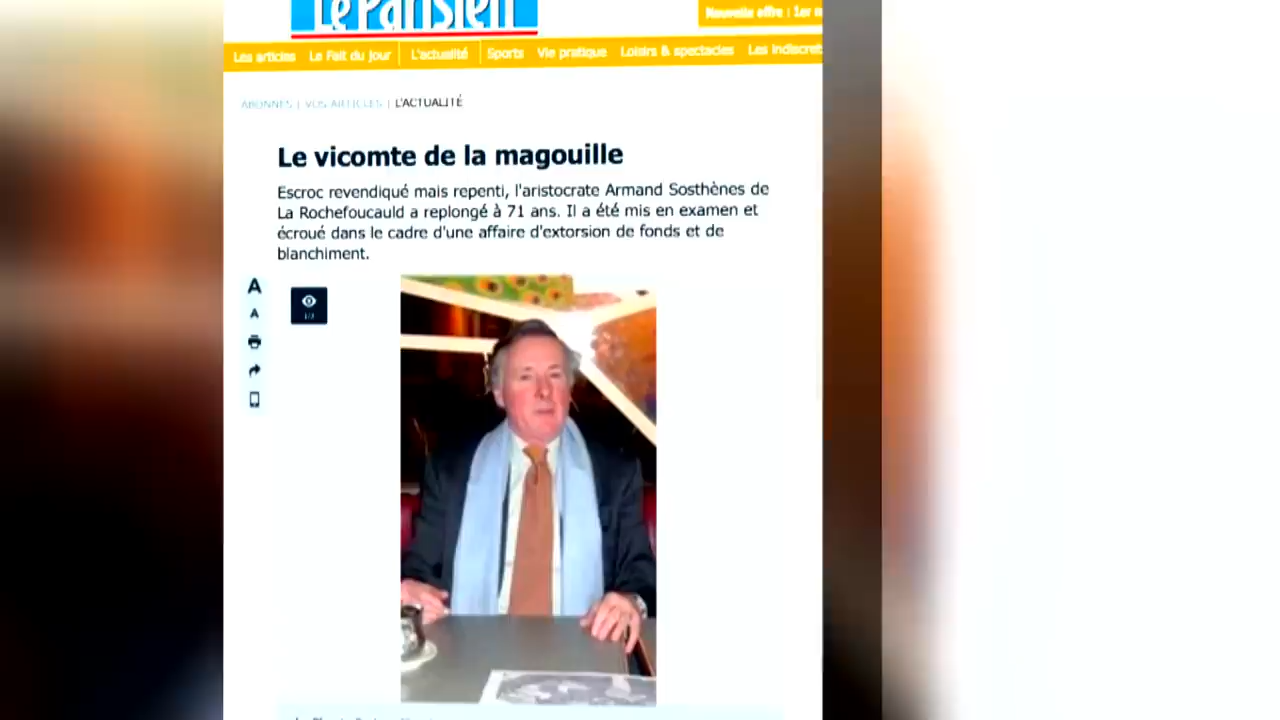 Le Parisien
Nouvelle offre : 1er
Les articles Le Fait du jour L'actualité Sports Vie pratique Loisirs & spectacles Les indiscrets
ABONNÉS | VOS ARTICLES | L'ACTUALITÉ
Le vicomte de la magouille
Escroc revendiqué mais repenti, l'aristocrate Armand Sosthènes de
La Rochefoucauld a replongé à 71 ans. Il a été mis en examen et
écroué dans le cadre d'une affaire d'extorsion de fonds et de
blanchiment.
A
A